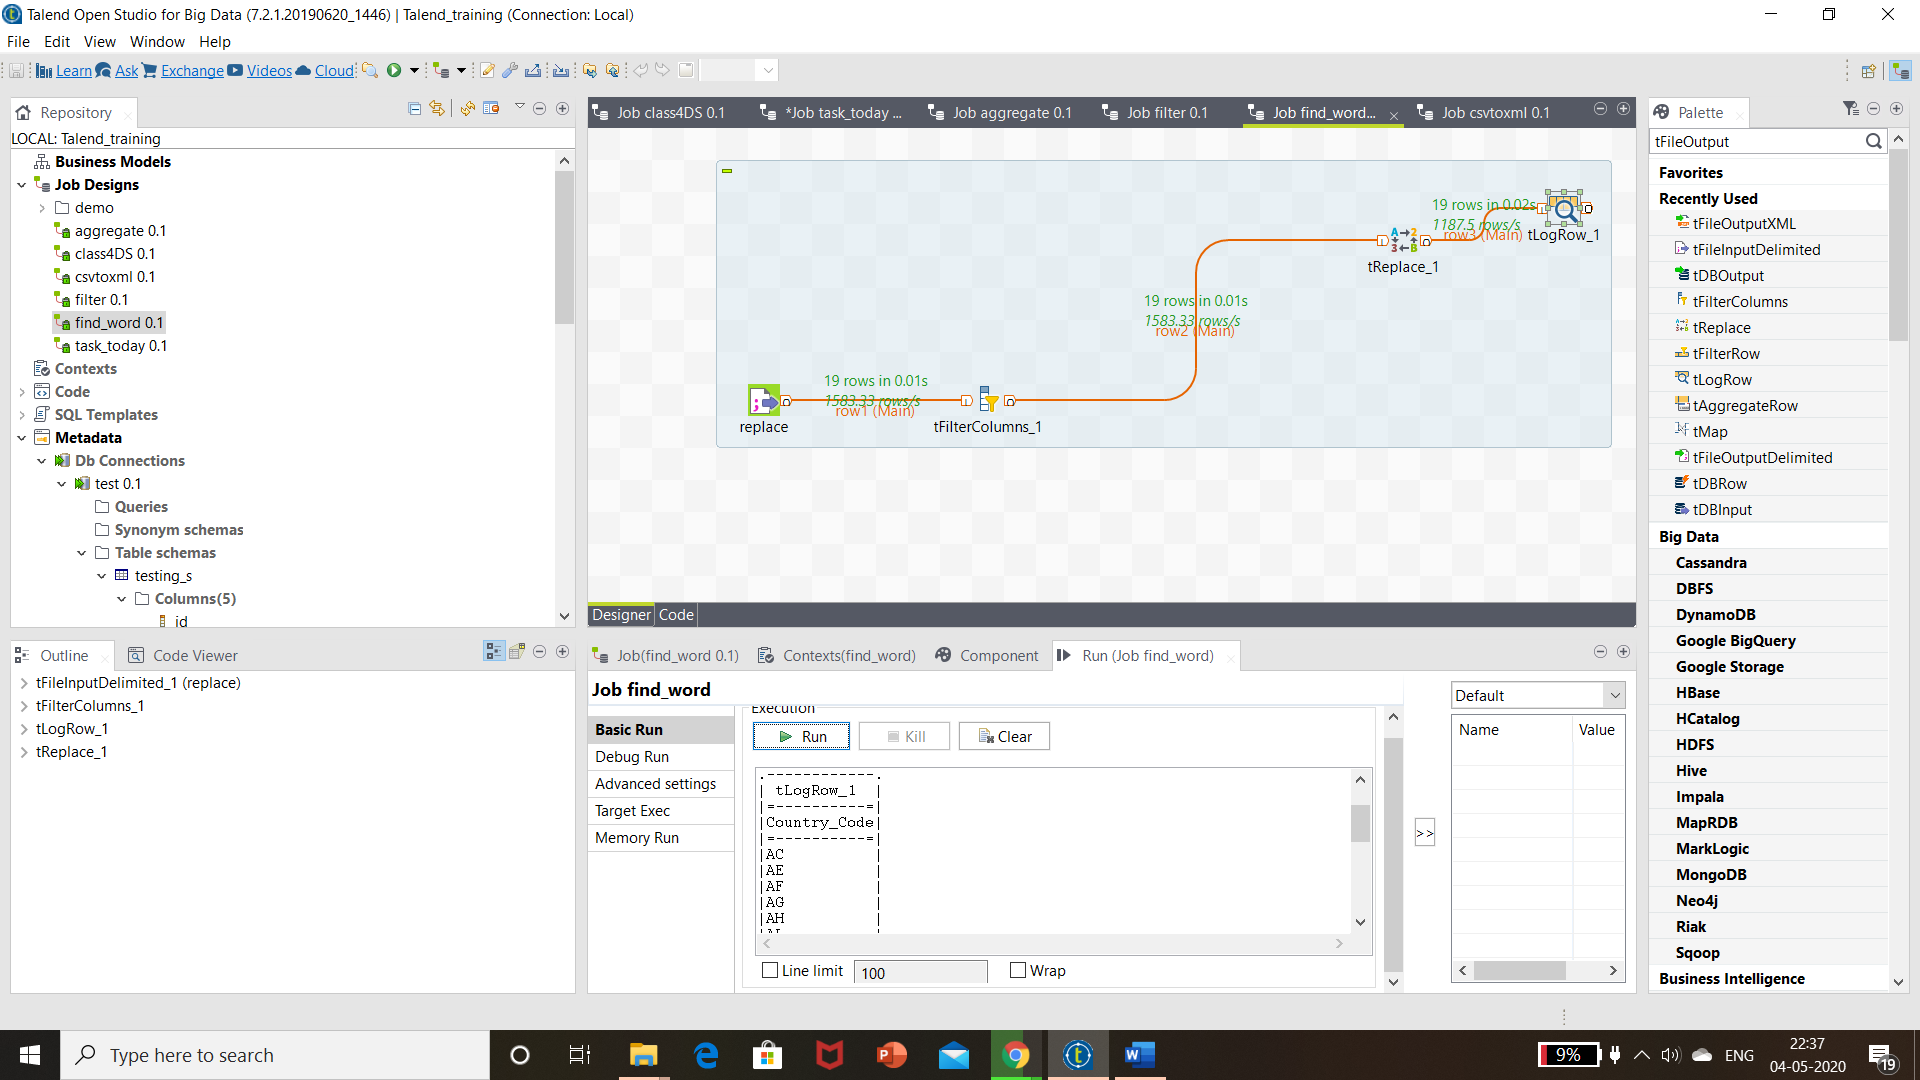 Talend Open Studio for Big Data (7.2.1.20190620_1446) | Talend_training (Connection: Local)
File Edit View Window Help
Learn Ask Exchange Videos Cloud
Repository
LOCAL: Talend_training
Business Models
Job Designs
demo
aggregate 0.1
class4DS 0.1
csvtoxml 0.1
filter 0.1
find_word 0.1
task_today 0.1
Contexts
Code
SQL Templates
Metadata
Db Connections
test 0.1
Queries
Synonym schemas
Table schemas
testing_s
Columns(5)
id
Job class4DS 0.1 *Job task_today ... Job aggregate 0.1 Job filter 0.1 Job find_word... Job csvtoxml 0.1
19 rows in 0.02s
1187.5 rows/s
row3 (Main)
tLogRow_1
tReplace_1
19 rows in 0.01s
1583.33 rows/s
row2 (Main)
19 rows in 0.01s
1583.33 rows/s
row1 (Main)
replace
tFilterColumns_1
Designer Code
Palette
tFileOutput
Favorites
Recently Used
tFileOutputXML
tFileInputDelimited
tDBOutput
tFilterColumns
tReplace
tFilterRow
tLogRow
tAggregateRow
tMap
tFileOutputDelimited
tDBRow
tDBInput
Big Data
Cassandra
DBFS
DynamoDB
Google BigQuery
Google Storage
HBase
HCatalog
HDFS
Hive
Impala
MapRDB
MarkLogic
MongoDB
Neo4j
Riak
Sqoop
Business Intelligence
Outline Code Viewer
tFileInputDelimited_1 (replace)
tFilterColumns_1
tLogRow_1
tReplace_1
Job(find_word 0.1) Contexts(find_word) Component Run (Job find_word)
Job find_word
Basic Run
Debug Run
Advanced settings
Target Exec
Memory Run
Execution
Run Kill Clear
.-----------.
| tLogRow_1 |
|=-----------=|
|Country_Code|
|=-----------=|
|AC |
|AE |
|AF |
|AG |
|AH |
Line limit 100 Wrap
>>
Default
Name Value
Type here to search
9%
ENG
22:37
04-05-2020
19